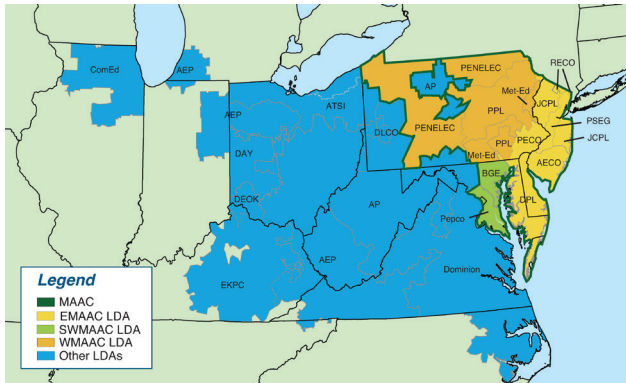 ComEd
AEP
PENELEC
RECO
AP
Met-Ed
JCPL
AEP
ATSI
PPL
PSEG
DLCO
PENELEC
JCPL
DAY
PPL
PECO
Met-Ed
AECO
BGE
DEOK
DPL
AP
Pepco
AEP
Dominion
EKPC
Legend
MAAC
EMAAC LDA
SWMAAC LDA
WMAAC LDA
Other LDAs